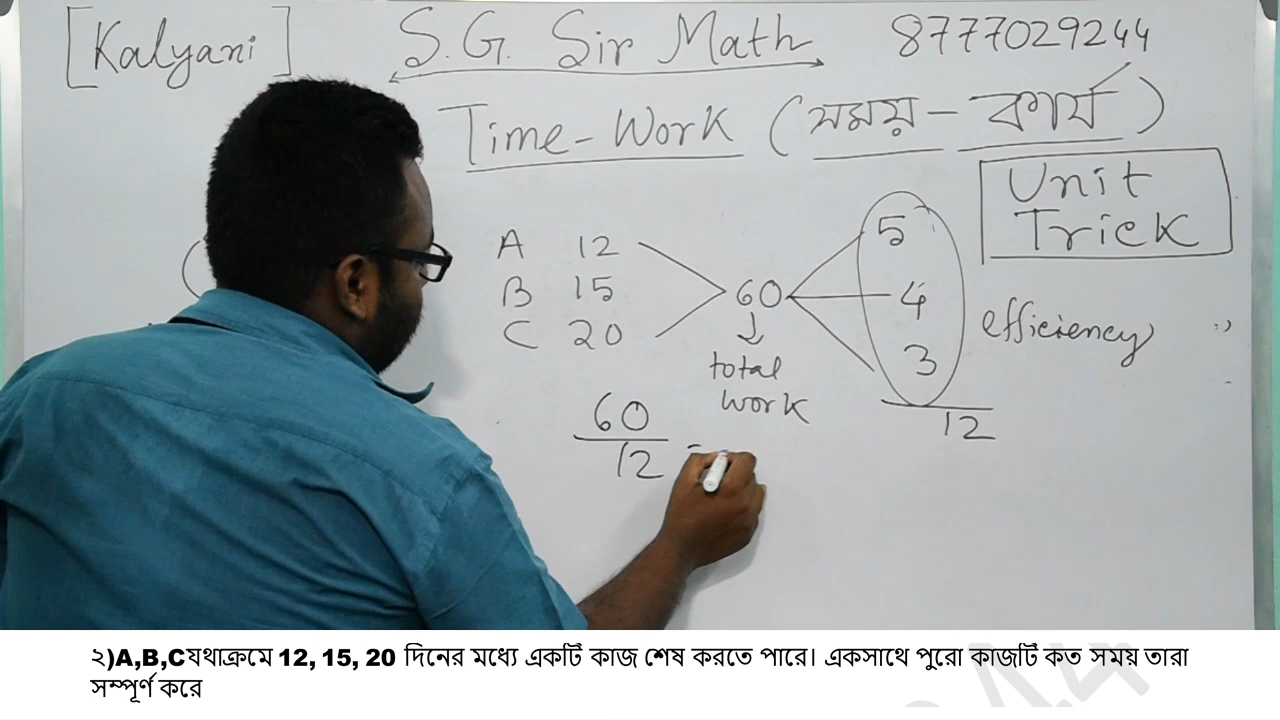 [Kalyani] S.G. Sir Math 8777029244
Time-Work (সময়-কার্য)
Unit
Trick
A 12
B 15
C 20
60
total
work
5
4
3
efficiency
12
60
12
২)A,B,Cযথাক্রমে 12, 15, 20 দিনের মধ্যে একটি কাজ শেষ করতে পারে। একসাথে পুরো কাজটি কত সময় তারা
সম্পূর্ণ করে